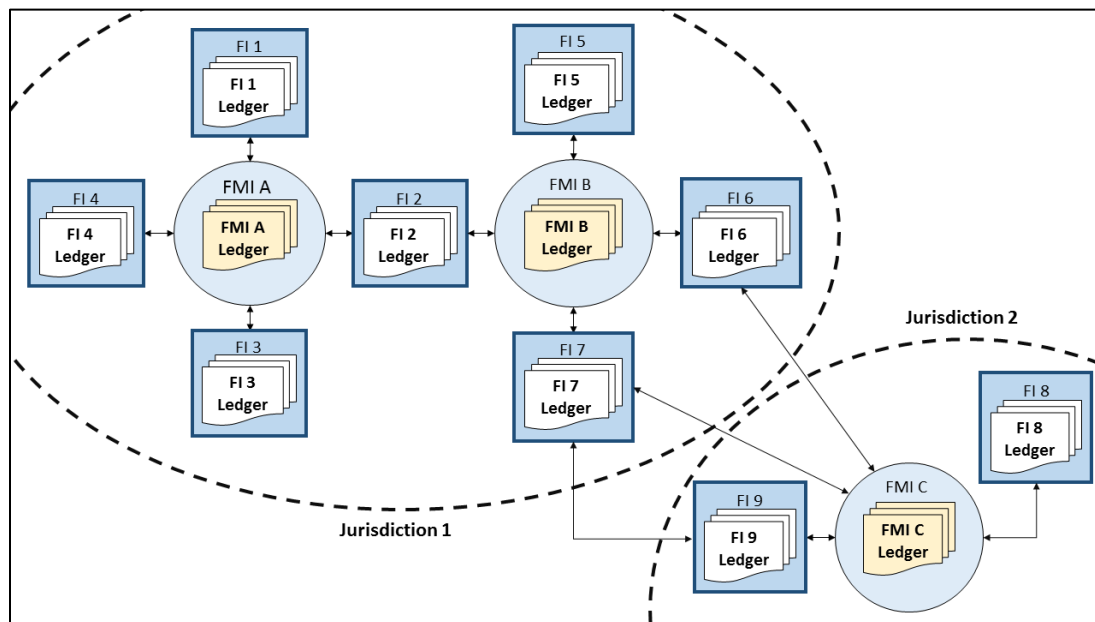 FI 1
FI 1
Ledger
FI 5
FI 5
Ledger
FI 4
FI 4
Ledger
FMI A
FMI A
Ledger
FI 2
FI 2
Ledger
FMI B
FMI B
Ledger
FI 6
FI 6
Ledger
FI 3
FI 3
Ledger
FI 7
FI 7
Ledger
Jurisdiction 1
Jurisdiction 2
FI 8
FI 8
Ledger
FI 9
FI 9
Ledger
FMI C
FMI C
Ledger